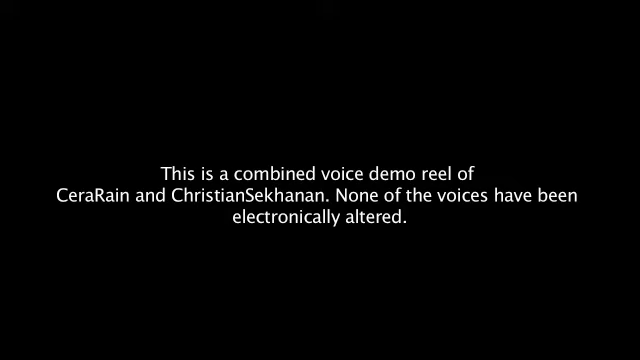 This is a combined voice demo reel of
CeraRain and ChristianSekhanan. None of the voices have been
electronically altered.